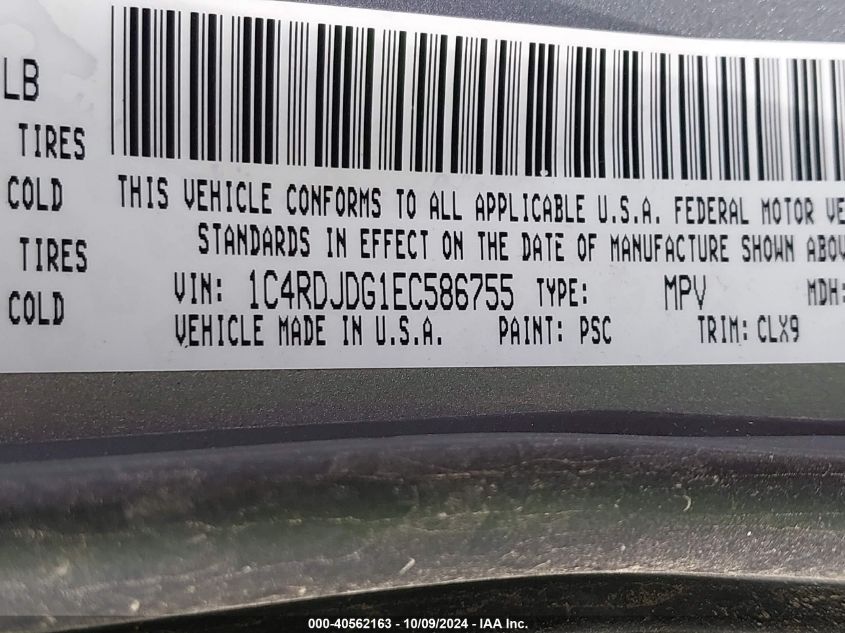 LB
TIRES
COLD
TIRES
COLD
THIS VEHICLE CONFORMS TO ALL APPLICABLE U.S.A. FEDERAL MOTOR VE
STANDARDS IN EFFECT ON THE DATE OF MANUFACTURE SHOWN ABOV
VIN: 1C4RDJDG1EC586755 TYPE: MPV MDH:
VEHICLE MADE IN U.S.A. PAINT: PSC TRIM: CLX9
000-40562163 - 10/09/2024 - IAA Inc.